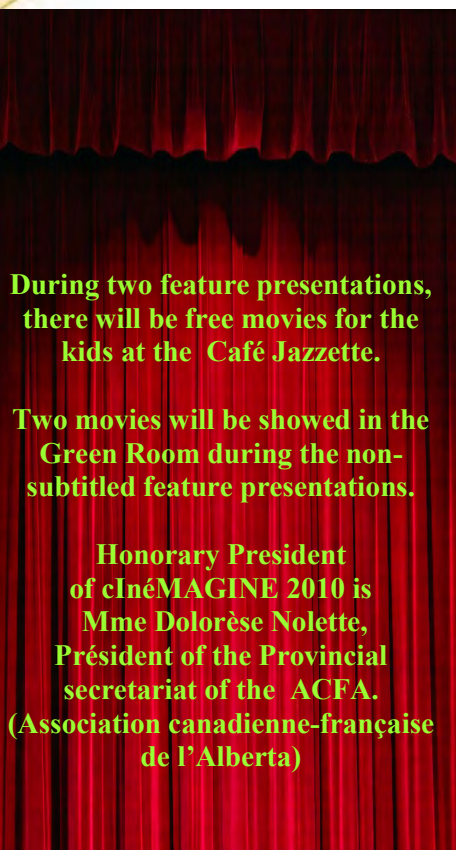 During two feature presentations,
there will be free movies for the
kids at the Café Jazzette.
Two movies will be showed in the
Green Room during the non-
subtitled feature presentations.
Honorary President
of cInéMAGINE 2010 is
Mme Dolorèse Nolette,
Président of the Provincial
secretariat of the ACFA.
(Association canadienne-française
de l’Alberta)